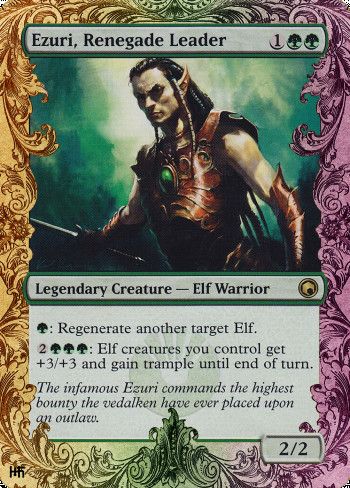 Ezuri, Renegade Leader 1
Legendary Creature — Elf Warrior
: Regenerate another target Elf.
2: Elf creatures you control get
+3/+3 and gain trample until end of turn.
The infamous Ezuri commands the highest
bounty the vedalken have ever placed upon
an outlaw.
2/2